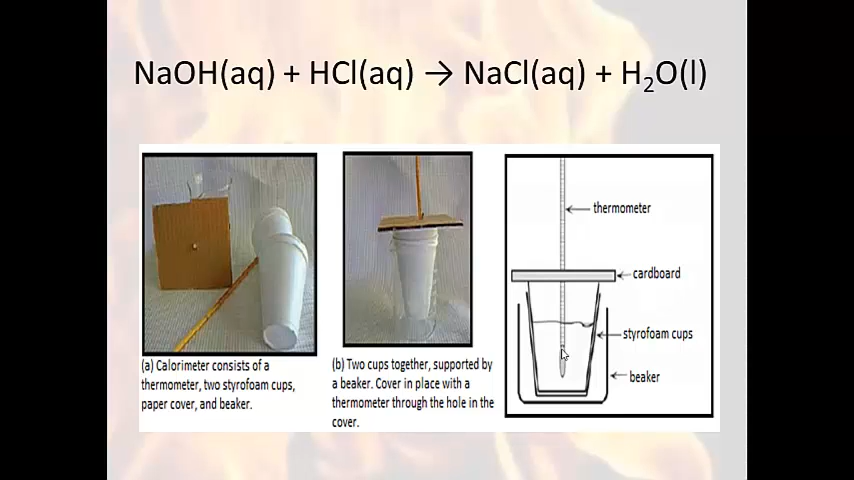 NaOH(aq) + HCl(aq) → NaCl(aq) + H₂O(l)
(a) Calorimeter consists of a
thermometer, two styrofoam cups,
paper cover, and beaker.
(b) Two cups together, supported by
a beaker. Cover in place with a
thermometer through the hole in the
cover.
thermometer
cardboard
styrofoam cups
beaker